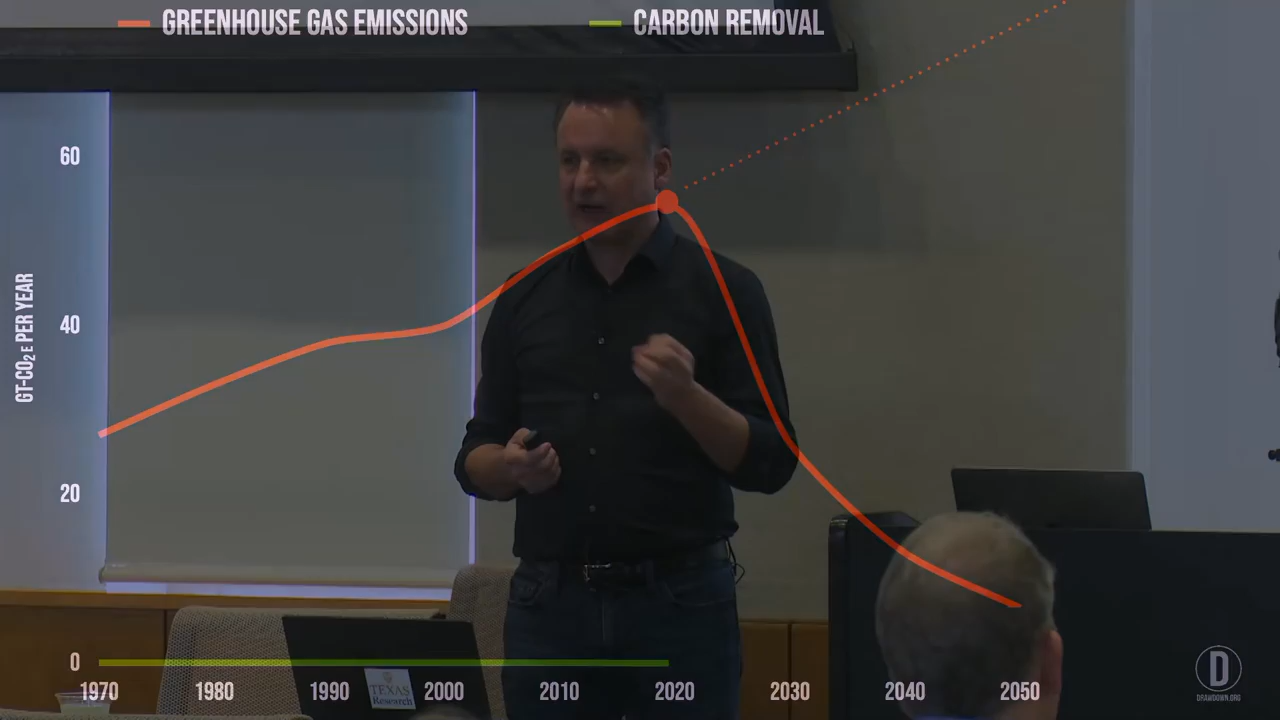 GREENHOUSE GAS EMISSIONS
CARBON REMOVAL
60
40
20
0
GT-CO₂E PER YEAR
1970
1980
1990
2000
2010
2020
2030
2040
2050
TEXAS
Research
D
DRAWDOWN.ORG